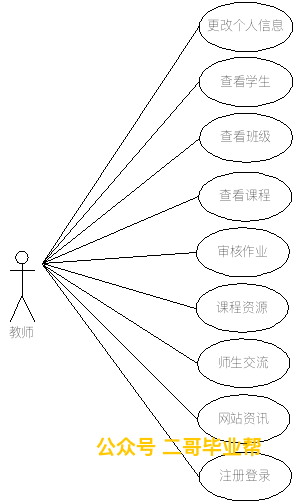 更改个人信息
查看学生
查看班级
查看课程
审核作业
课程资源
教师
师生交流
网站资讯
公众号 二哥毕业帮
注册登录